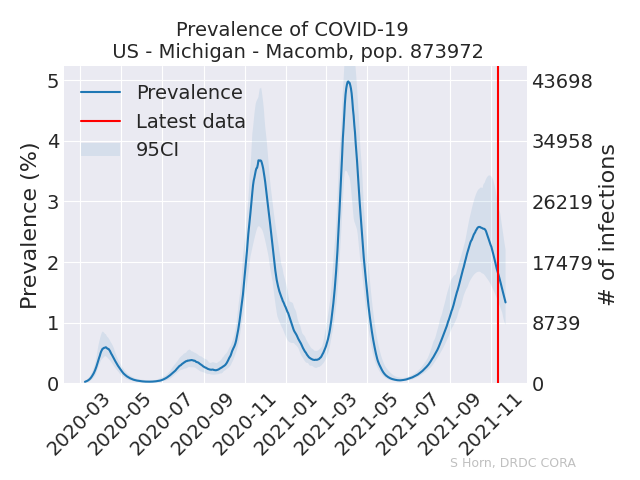 Prevalence of COVID-19
US - Michigan - Macomb, pop. 873972
Prevalence
Latest data
95CI
Prevalence (%)
5
4
3
2
1
0
43698
34958
26219
17479
8739
0
# of infections
2020-03
2020-05
2020-07
2020-09
2020-11
2021-01
2021-03
2021-05
2021-07
2021-09
2021-11
S Horn, DRDC CORA